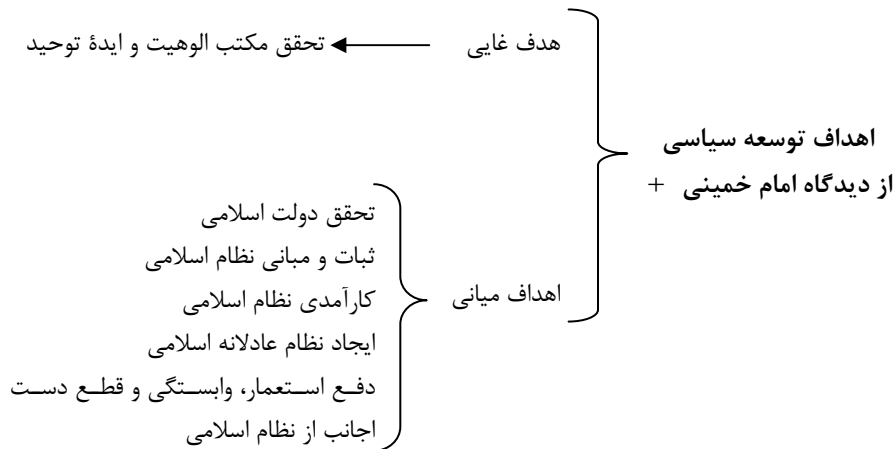 اهداف توسعه سیاسی
از دیدگاه امام خمینی +
هدف غایی
تحقق مکتب الوهیت و ایدۀ توحید
اهداف میانی
تحقق دولت اسلامی
ثبات و مبانی نظام اسلامی
کارآمدی نظام اسلامی
ایجاد نظام عادلانه اسلامی
دفع استعمار، وابستگی و قطع دست
اجانب از نظام اسلامی